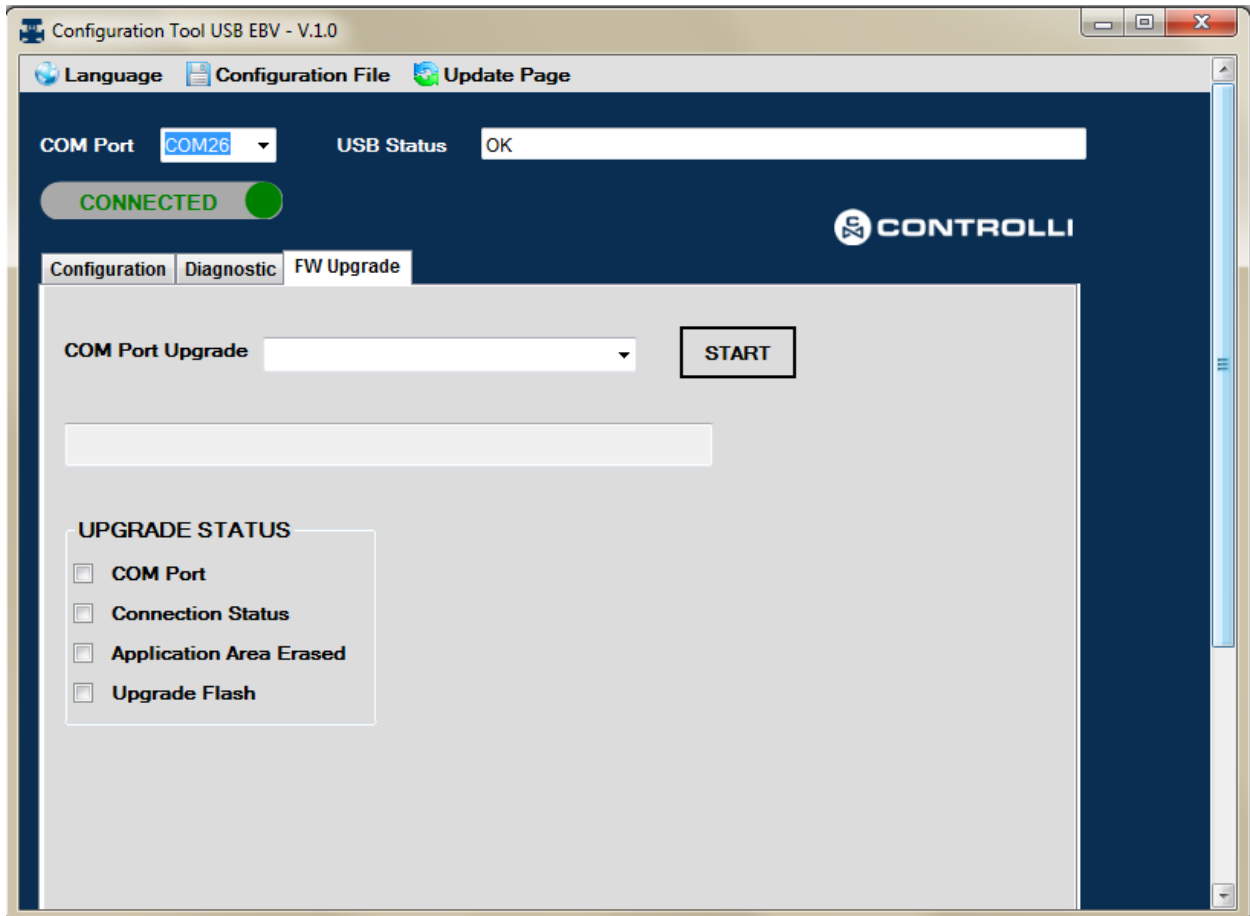 Configuration Tool USB EBV - V.1.0
Language Configuration File Update Page
COM Port COM26 USB Status OK
CONNECTED
CONTROLLI
Configuration Diagnostic FW Upgrade
COM Port Upgrade START
UPGRADE STATUS
COM Port
Connection Status
Application Area Erased
Upgrade Flash